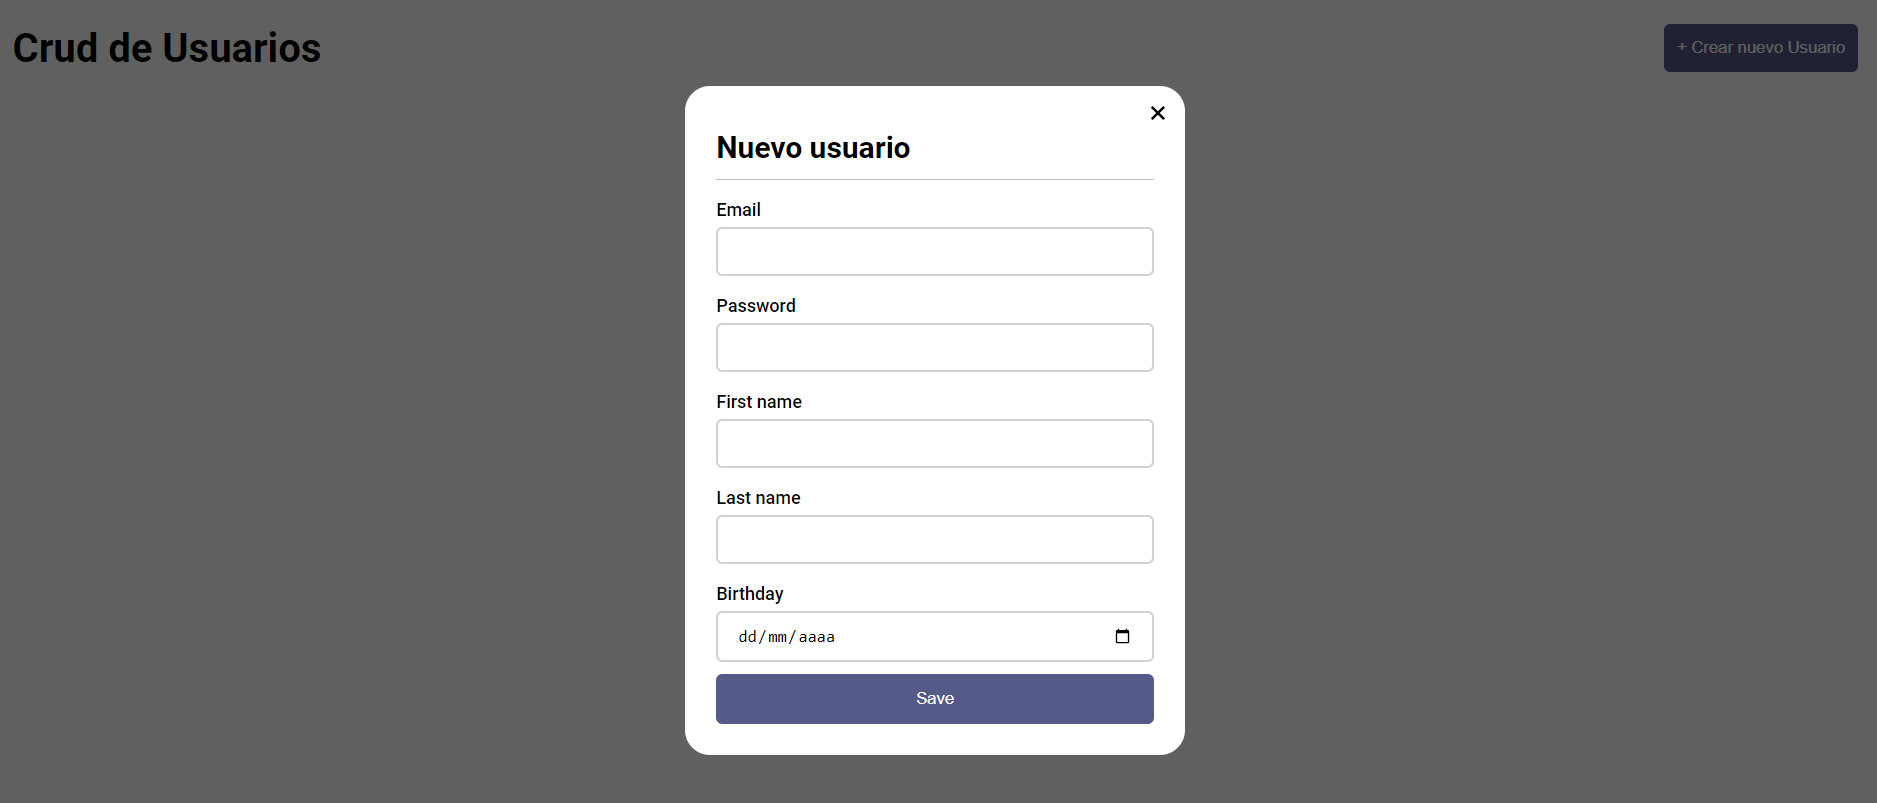 Crud de Usuarios
+ Crear nuevo Usuario
Nuevo usuario
Email
Password
First name
Last name
Birthday
dd/mm/aaaa
Save